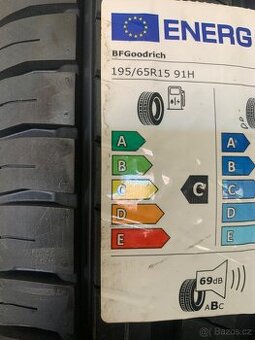 ENERG
BFGoodrich
195/65R15 91H
A
B
C
D
E
C
69dB
ABC
© Bazos.cz